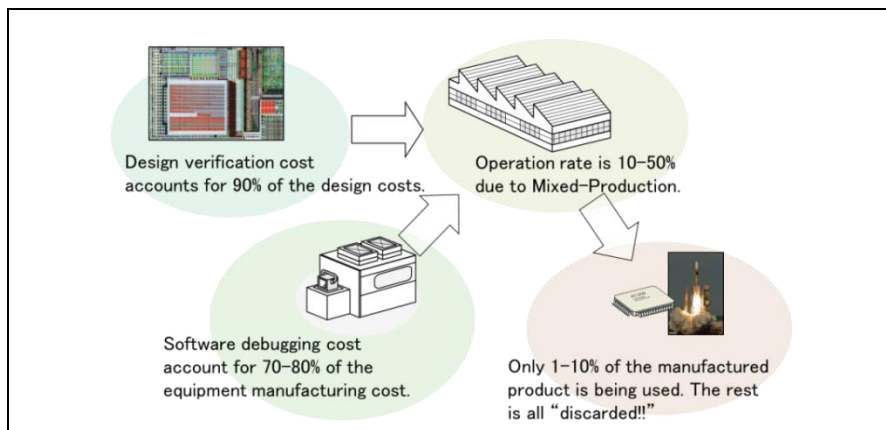 Design verification cost
accounts for 90% of the design costs.
Operation rate is 10-50%
due to Mixed-Production.
Software debugging cost
account for 70-80% of the
equipment manufacturing cost.
Only 1-10% of the manufactured
product is being used. The rest
is all “discarded!!”